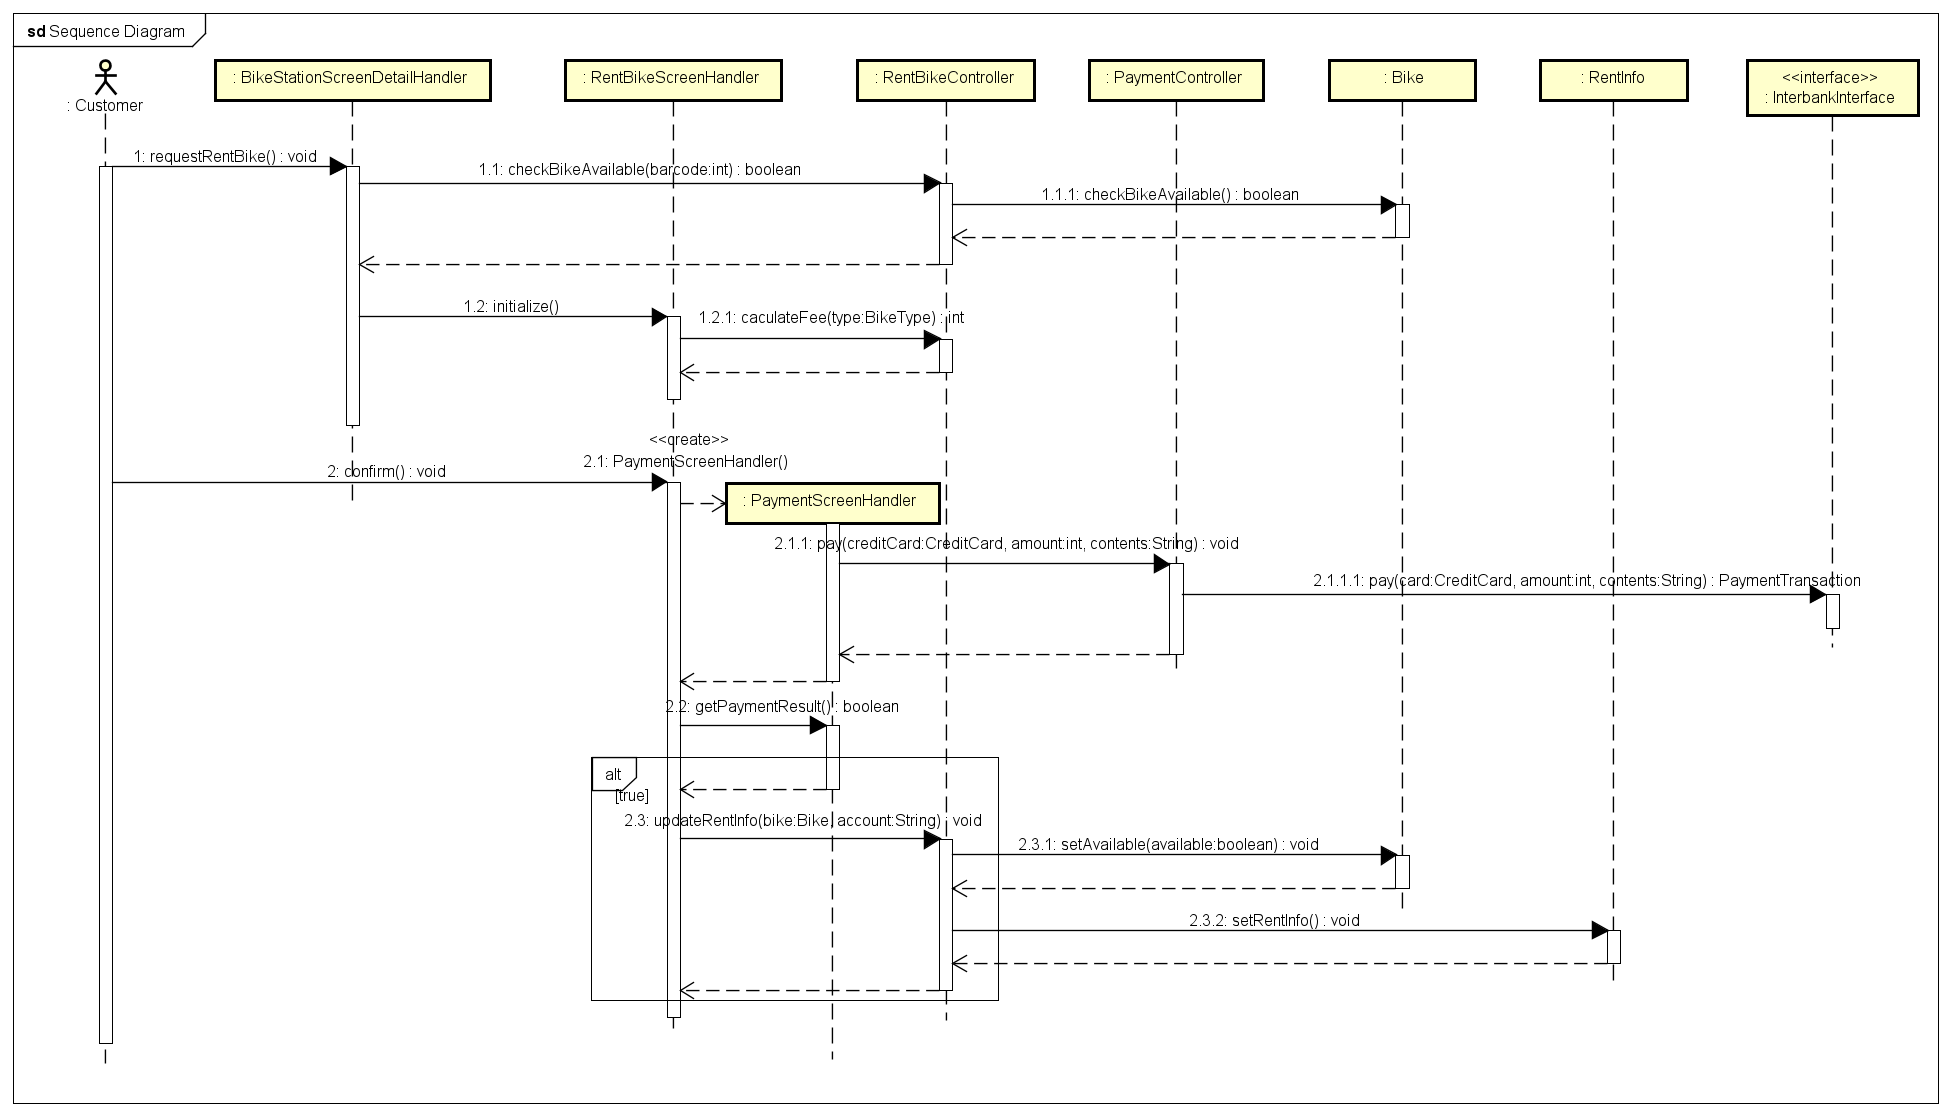 sd Sequence Diagram
: Customer
: BikeStationScreenDetailHandler
: RentBikeScreenHandler
: RentBikeController
: PaymentController
: Bike
: RentInfo
<<interface>>
: InterbankInterface
1: requestRentBike() : void
1.1: checkBikeAvailable(barcode:int) : boolean
1.1.1: checkBikeAvailable() : boolean
1.2: initialize()
1.2.1: caculateFee(type:BikeType) : int
<<create>>
2.1: PaymentScreenHandler()
2: confirm() : void
: PaymentScreenHandler
2.1.1: pay(creditCard:CreditCard, amount:int, contents:String) : void
2.1.1.1: pay(card:CreditCard, amount:int, contents:String) : PaymentTransaction
2.2: getPaymentResult() : boolean
alt
[true]
2.3: updateRentInfo(bike:Bike, account:String) : void
2.3.1: setAvailable(available:boolean) : void
2.3.2: setRentInfo() : void